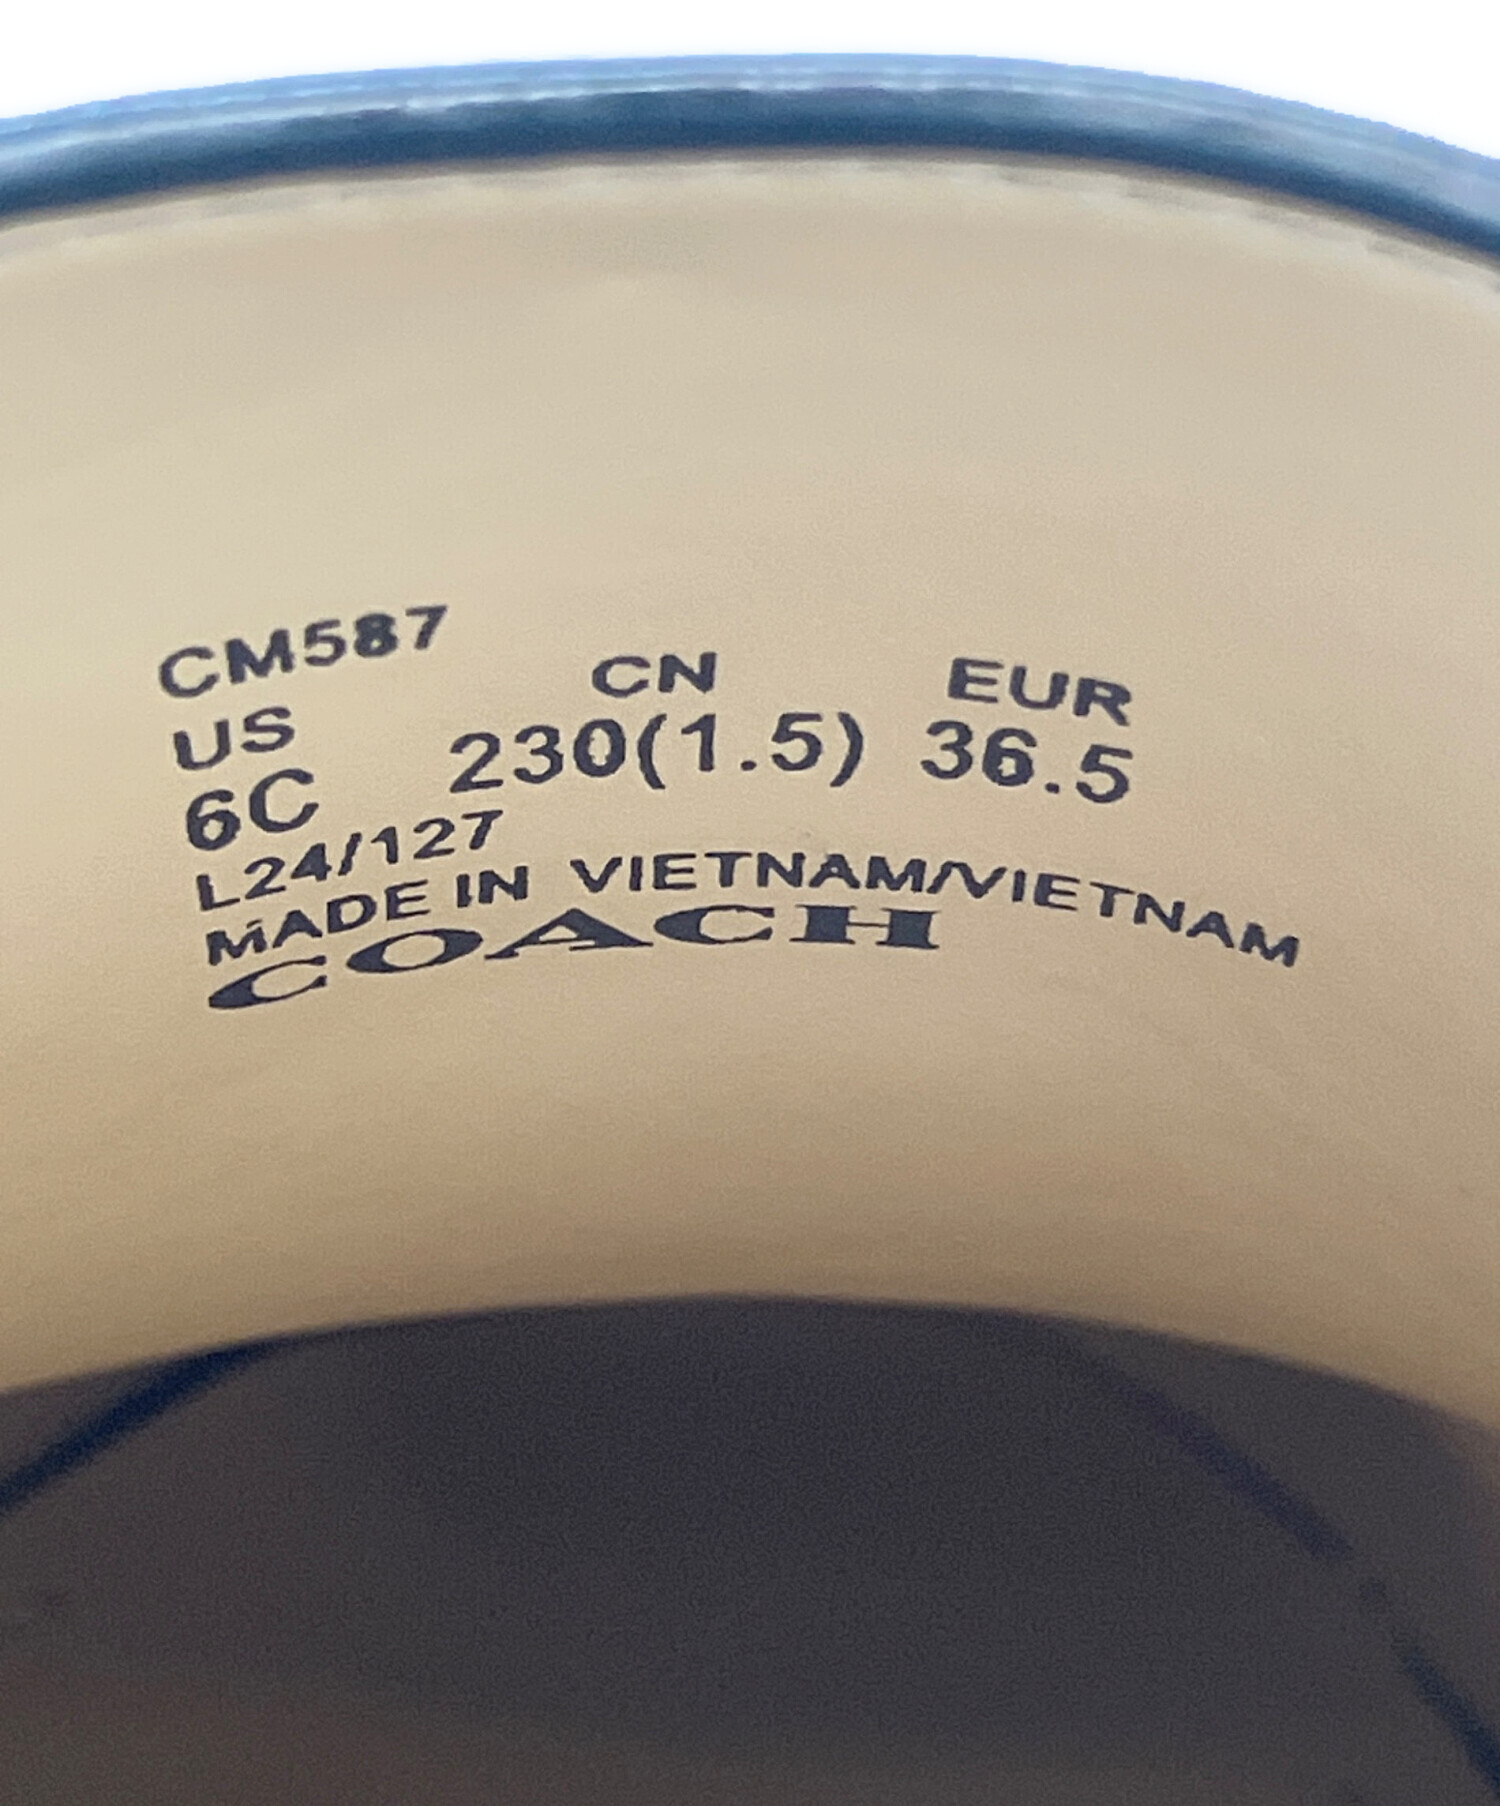 CM587
US CN EUR
6C 230(1.5) 36.5
L24/127
MADE IN VIETNAM/VIETNAM
COACH